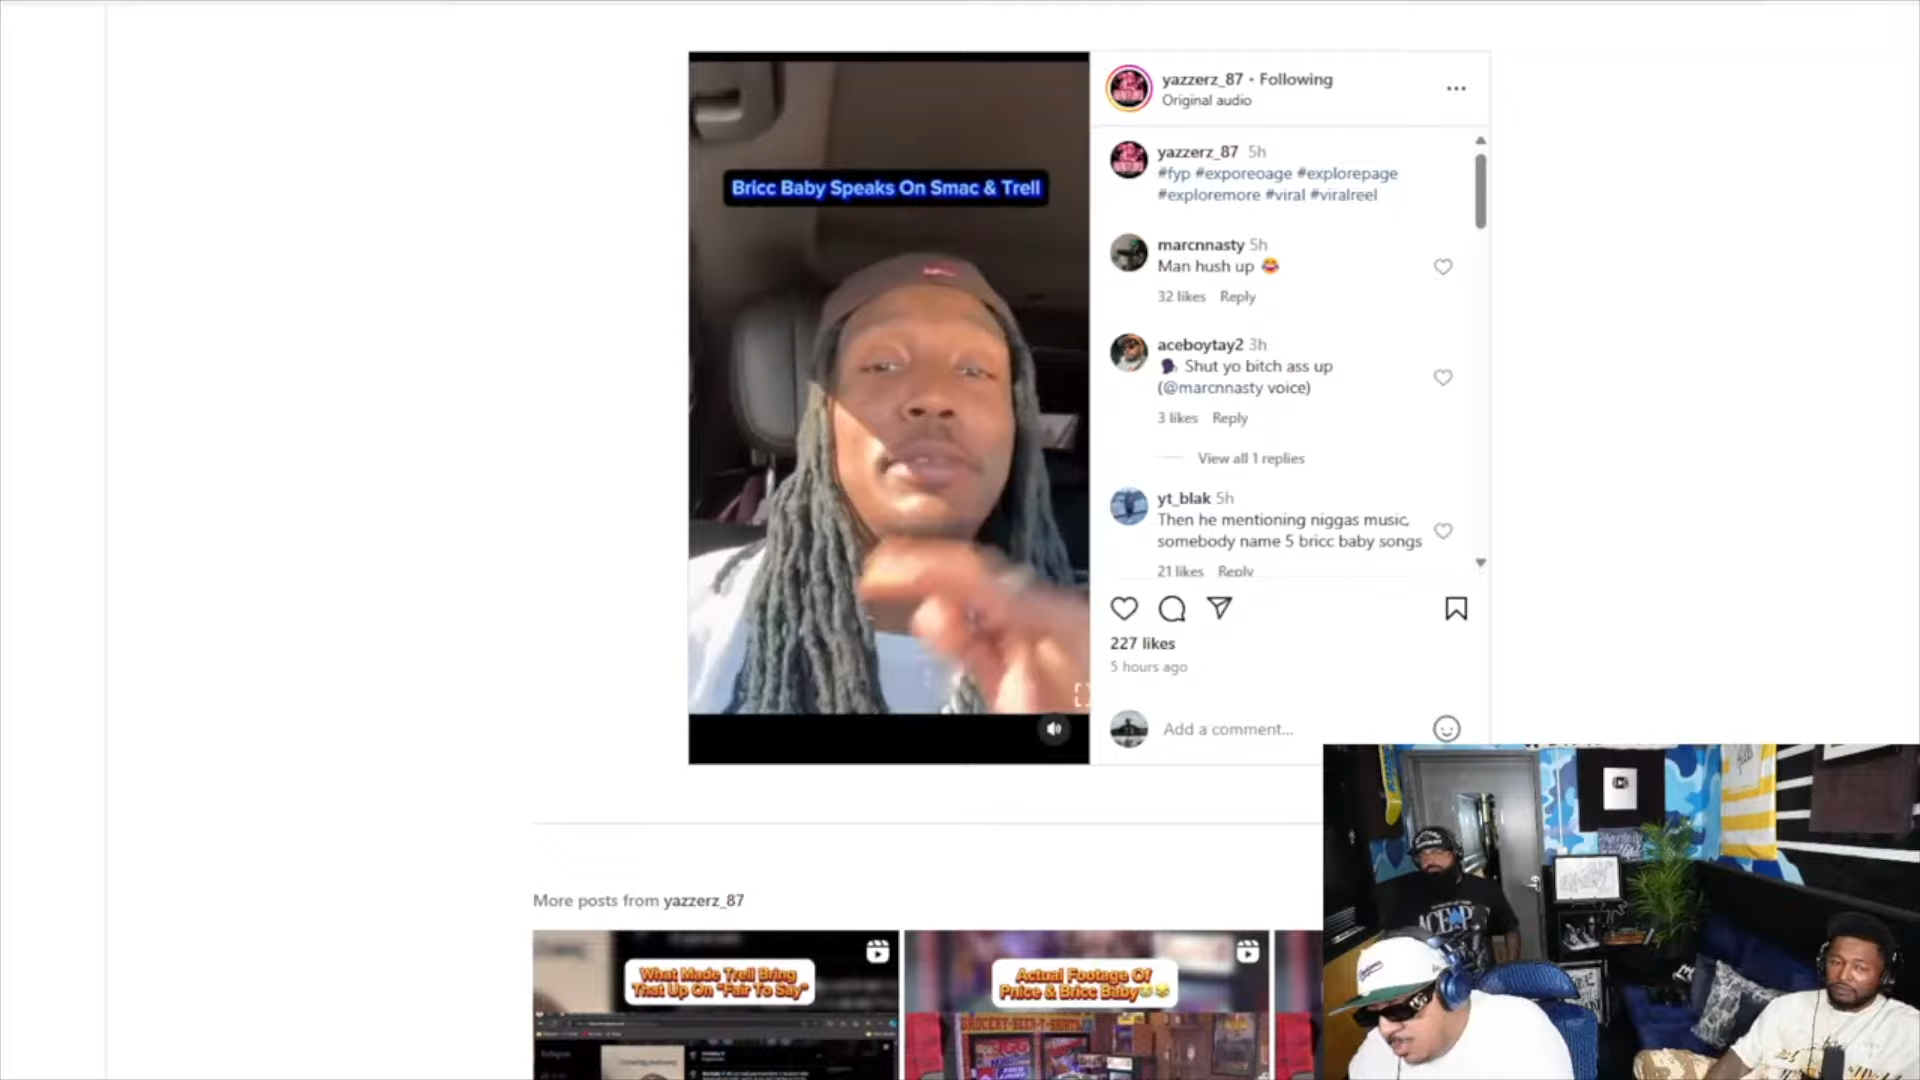 yazzerz_87 • Following
Original audio
yazzerz_87 5h
#fyp #exporeoage #explorepage
#exploremore #viral #viralreel
Bricc Baby Speaks On Smac & Trell
marcnnasty 5h
Man hush up 😂
32 likes Reply
aceboytay2 3h
🗣 Shut yo bitch ass up
(@marcnnasty voice)
3 likes Reply
View all 1 replies
yt_blak 5h
Then he mentioning niggas music,
somebody name 5 bricc baby songs
21 likes Reply
227 likes
5 hours ago
Add a comment...
More posts from yazzerz_87
What Made Trell Bring
That Up On "Fair To Say"
Actual Footage Of
Pnice & Bricc Baby
GROCERY-BEER-T-SHIRTS